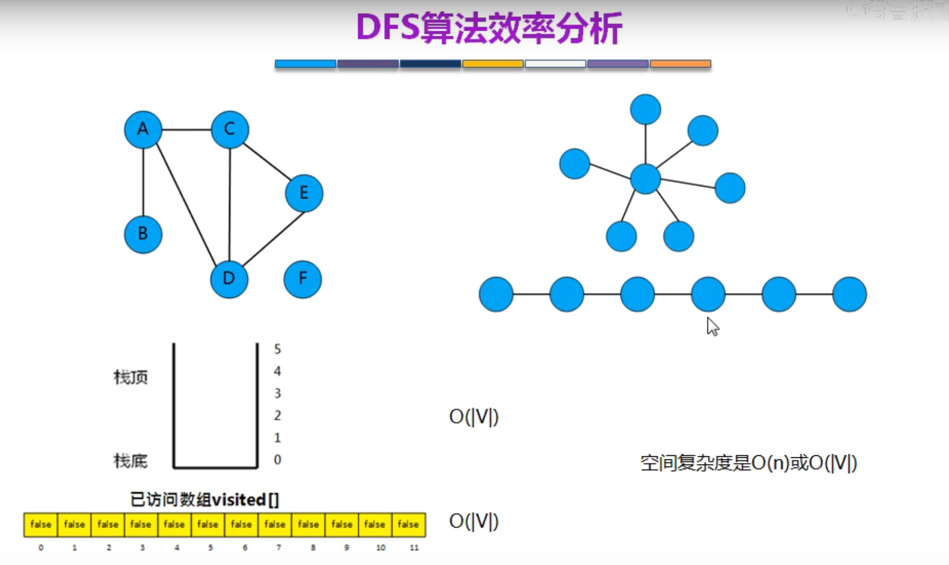 DFS算法效率分析
A
C
E
B
D
F
5
栈顶
4
3
2
1
栈底
0
O(|V|)
空间复杂度是O(n)或O(|V|)
已访问数组visited[]
false false false false false false false false false false false false
O(|V|)
0 1 2 3 4 5 6 7 8 9 10 11